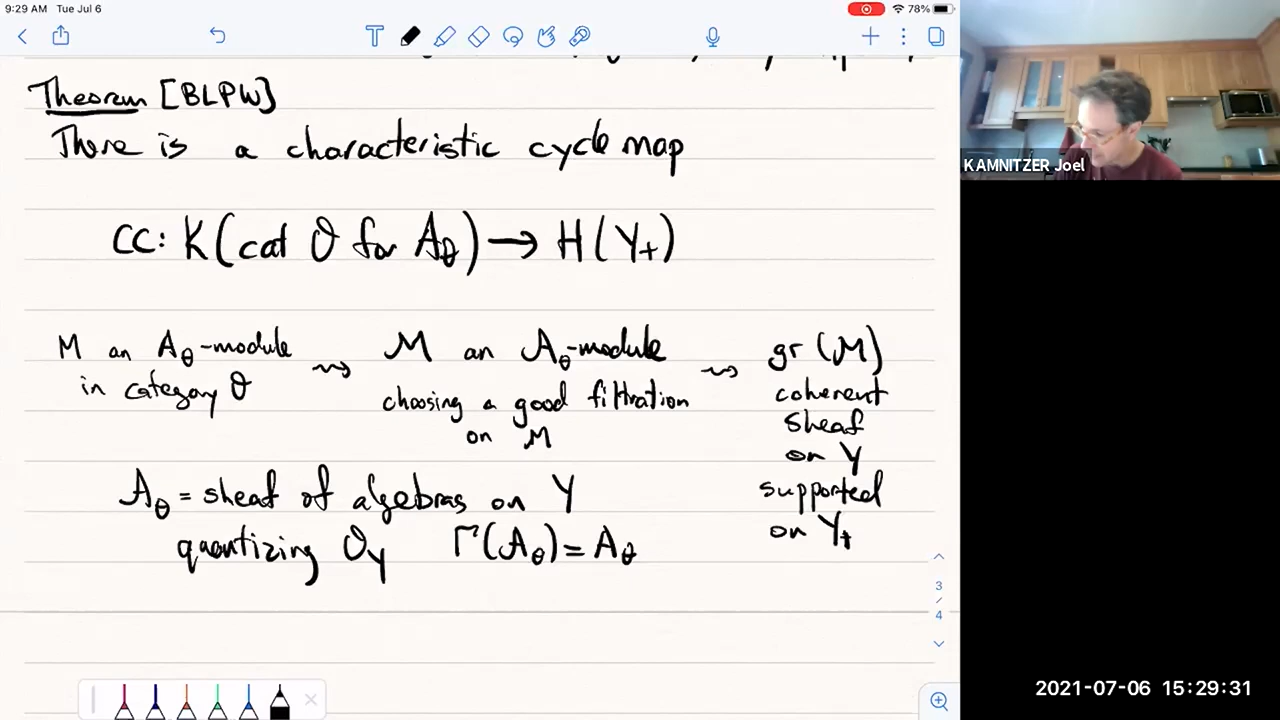 9:29 AM Tue Jul 6
78%
Theorem [BLPW]
There is a characteristic cycle map
CC: K(cat O for A_θ) → H(Y_+)
M an A_θ-module ⇝ M an A_θ-module ⇝ gr(M)
in category O choosing a good filtration coherent
on M sheaf
on Y
A_θ = sheaf of algebras on Y supported
quantizing O_Y Γ(A_θ) = A_θ on Y_+
3
/
4
KAMNITZER Joel
2021-07-06 15:29:31